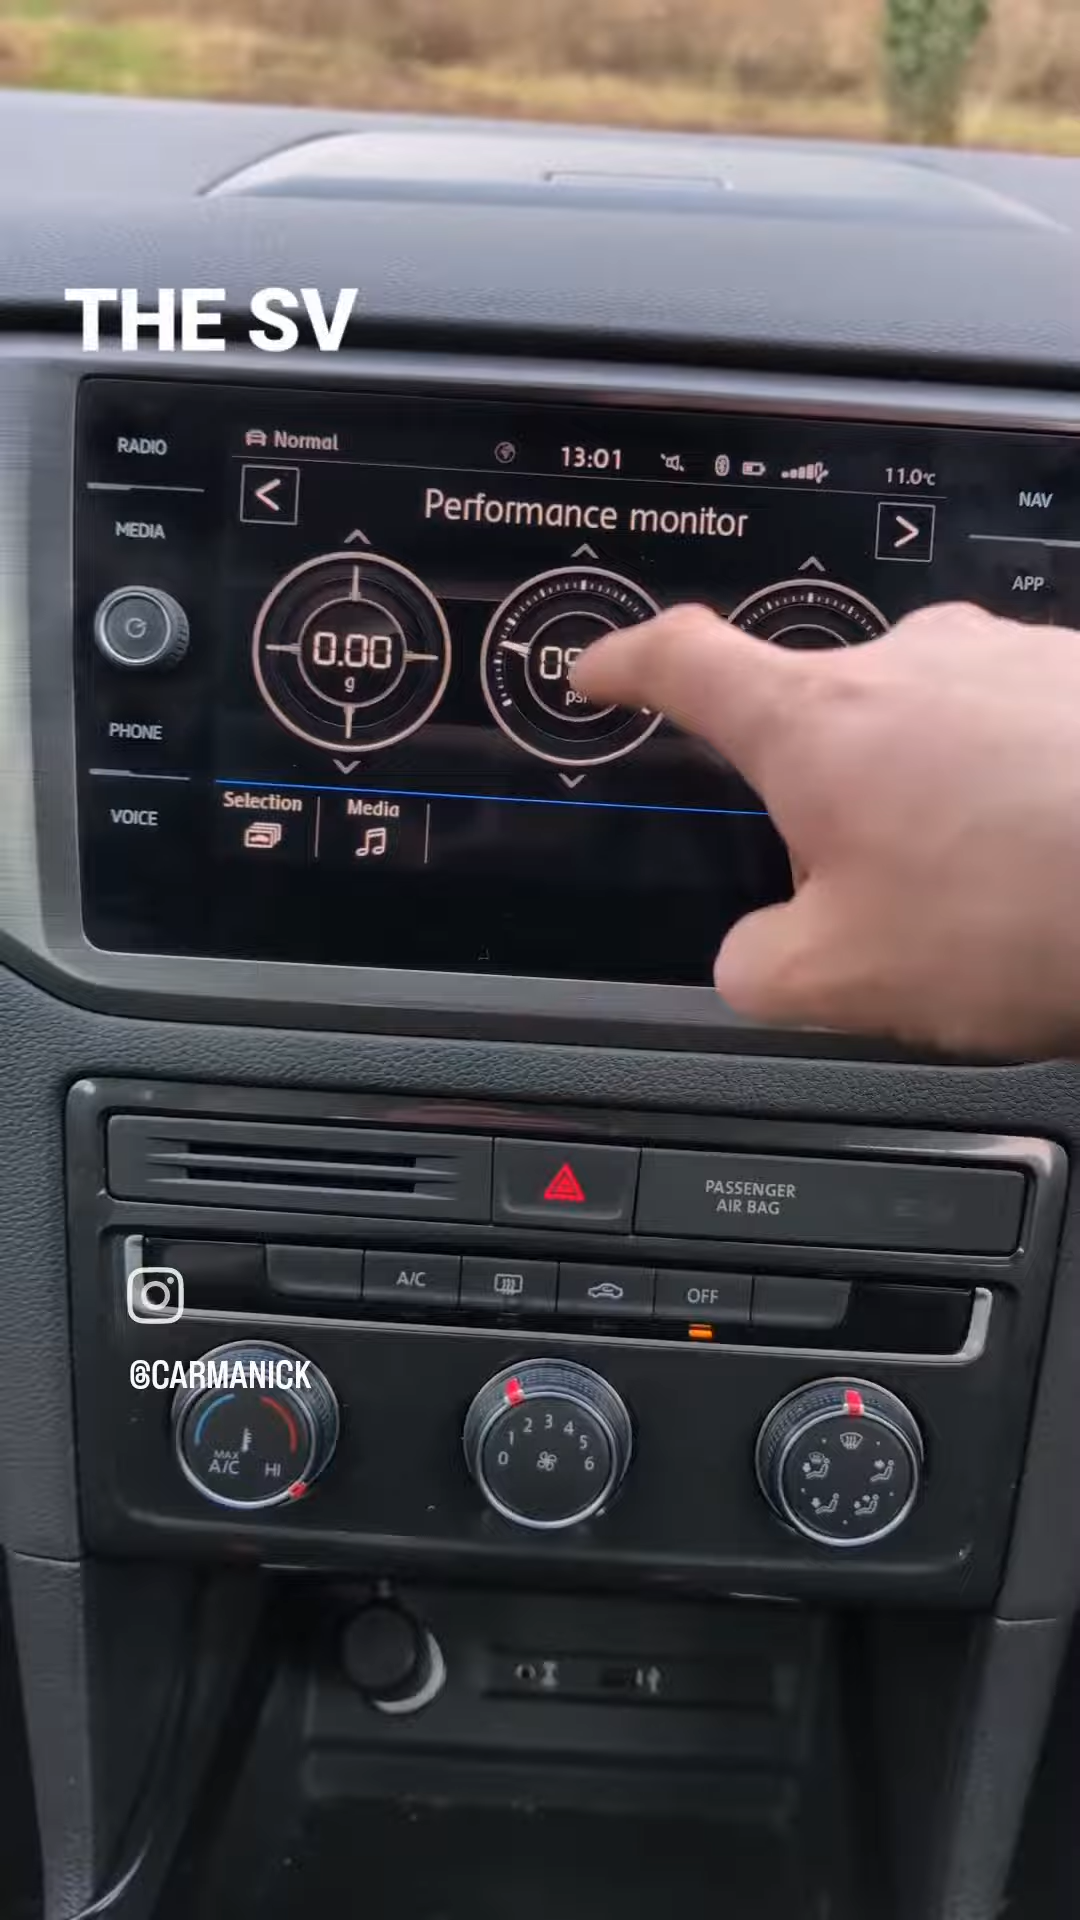 THE SV
RADIO
Normal
13:01
11.0°C
NAV
<
Performance monitor
>
MEDIA
APP
0.00
g
PHONE
Selection
Media
VOICE
PASSENGER
AIR BAG
A/C
OFF
@CARMANICK
MAX
A/C
HI
0 1 2 3 4 5 6